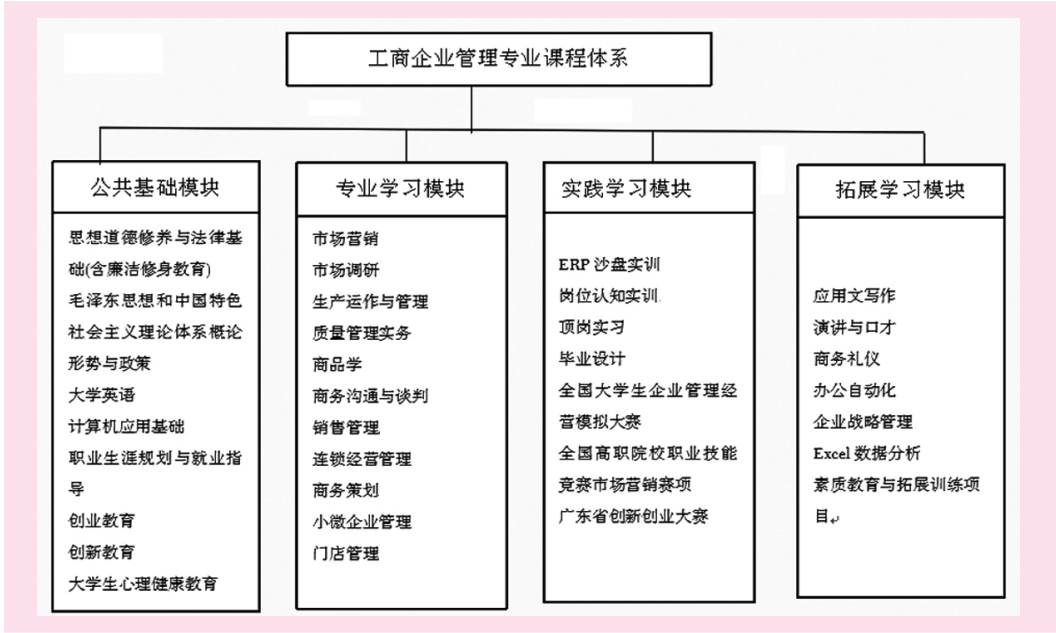 工商企业管理专业课程体系
公共基础模块
思想道德修养与法律基
础(含廉洁修身教育)
毛泽东思想和中国特色
社会主义理论体系概论
形势与政策
大学英语
计算机应用基础
职业生涯规划与就业指
导
创业教育
创新教育
大学生心理健康教育
专业学习模块
市场营销
市场调研
生产运作与管理
质量管理实务
商品学
商务沟通与谈判
销售管理
连锁经营管理
商务策划
小微企业管理
门店管理
实践学习模块
ERP 沙盘实训
岗位认知实训
顶岗实习
毕业设计
全国大学生企业管理经
营模拟大赛
全国高职院校职业技能
竞赛市场营销赛项
广东省创新创业大赛
拓展学习模块
应用文写作
演讲与口才
商务礼仪
办公自动化
企业战略管理
Excel 数据分析
素质教育与拓展训练项
目